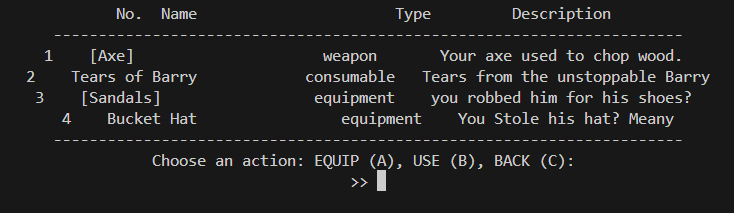 No. Name Type Description
----------------------------------------------------------------------
1 [Axe] weapon Your axe used to chop wood.
2 Tears of Barry consumable Tears from the unstoppable Barry
3 [Sandals] equipment you robbed him for his shoes?
4 Bucket Hat equipment You Stole his hat? Meany
----------------------------------------------------------------------
Choose an action: EQUIP (A), USE (B), BACK (C):
>>